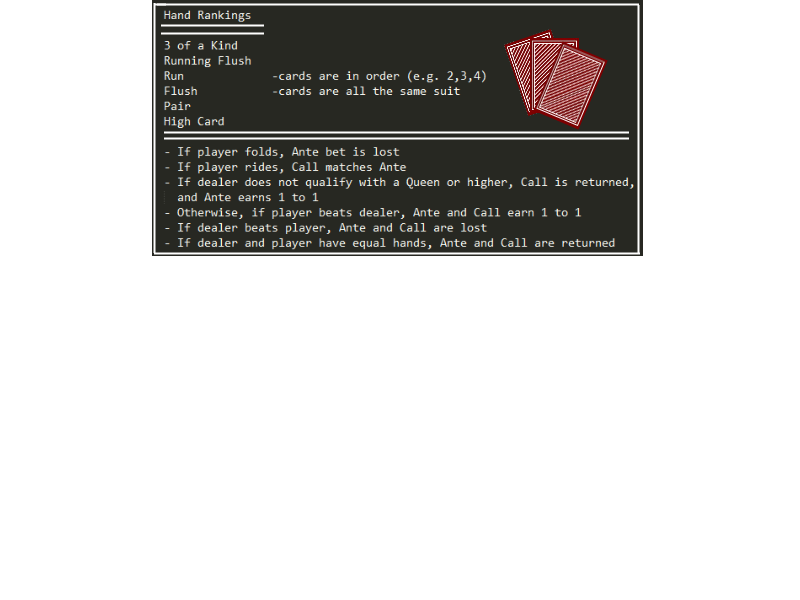 Hand Rankings
3 of a Kind
Running Flush
Run -cards are in order (e.g. 2,3,4)
Flush -cards are all the same suit
Pair
High Card
- If player folds, Ante bet is lost
- If player rides, Call matches Ante
- If dealer does not qualify with a Queen or higher, Call is returned,
and Ante earns 1 to 1
- Otherwise, if player beats dealer, Ante and Call earn 1 to 1
- If dealer beats player, Ante and Call are lost
- If dealer and player have equal hands, Ante and Call are returned